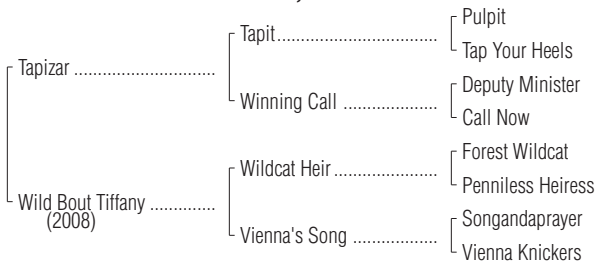 Pulpit
Tapit
Tap Your Heels
Tapizar
Deputy Minister
Winning Call
Call Now
Forest Wildcat
Wildcat Heir
Penniless Heiress
Wild Bout Tiffany
(2008)
Songandaprayer
Vienna's Song
Vienna Knickers